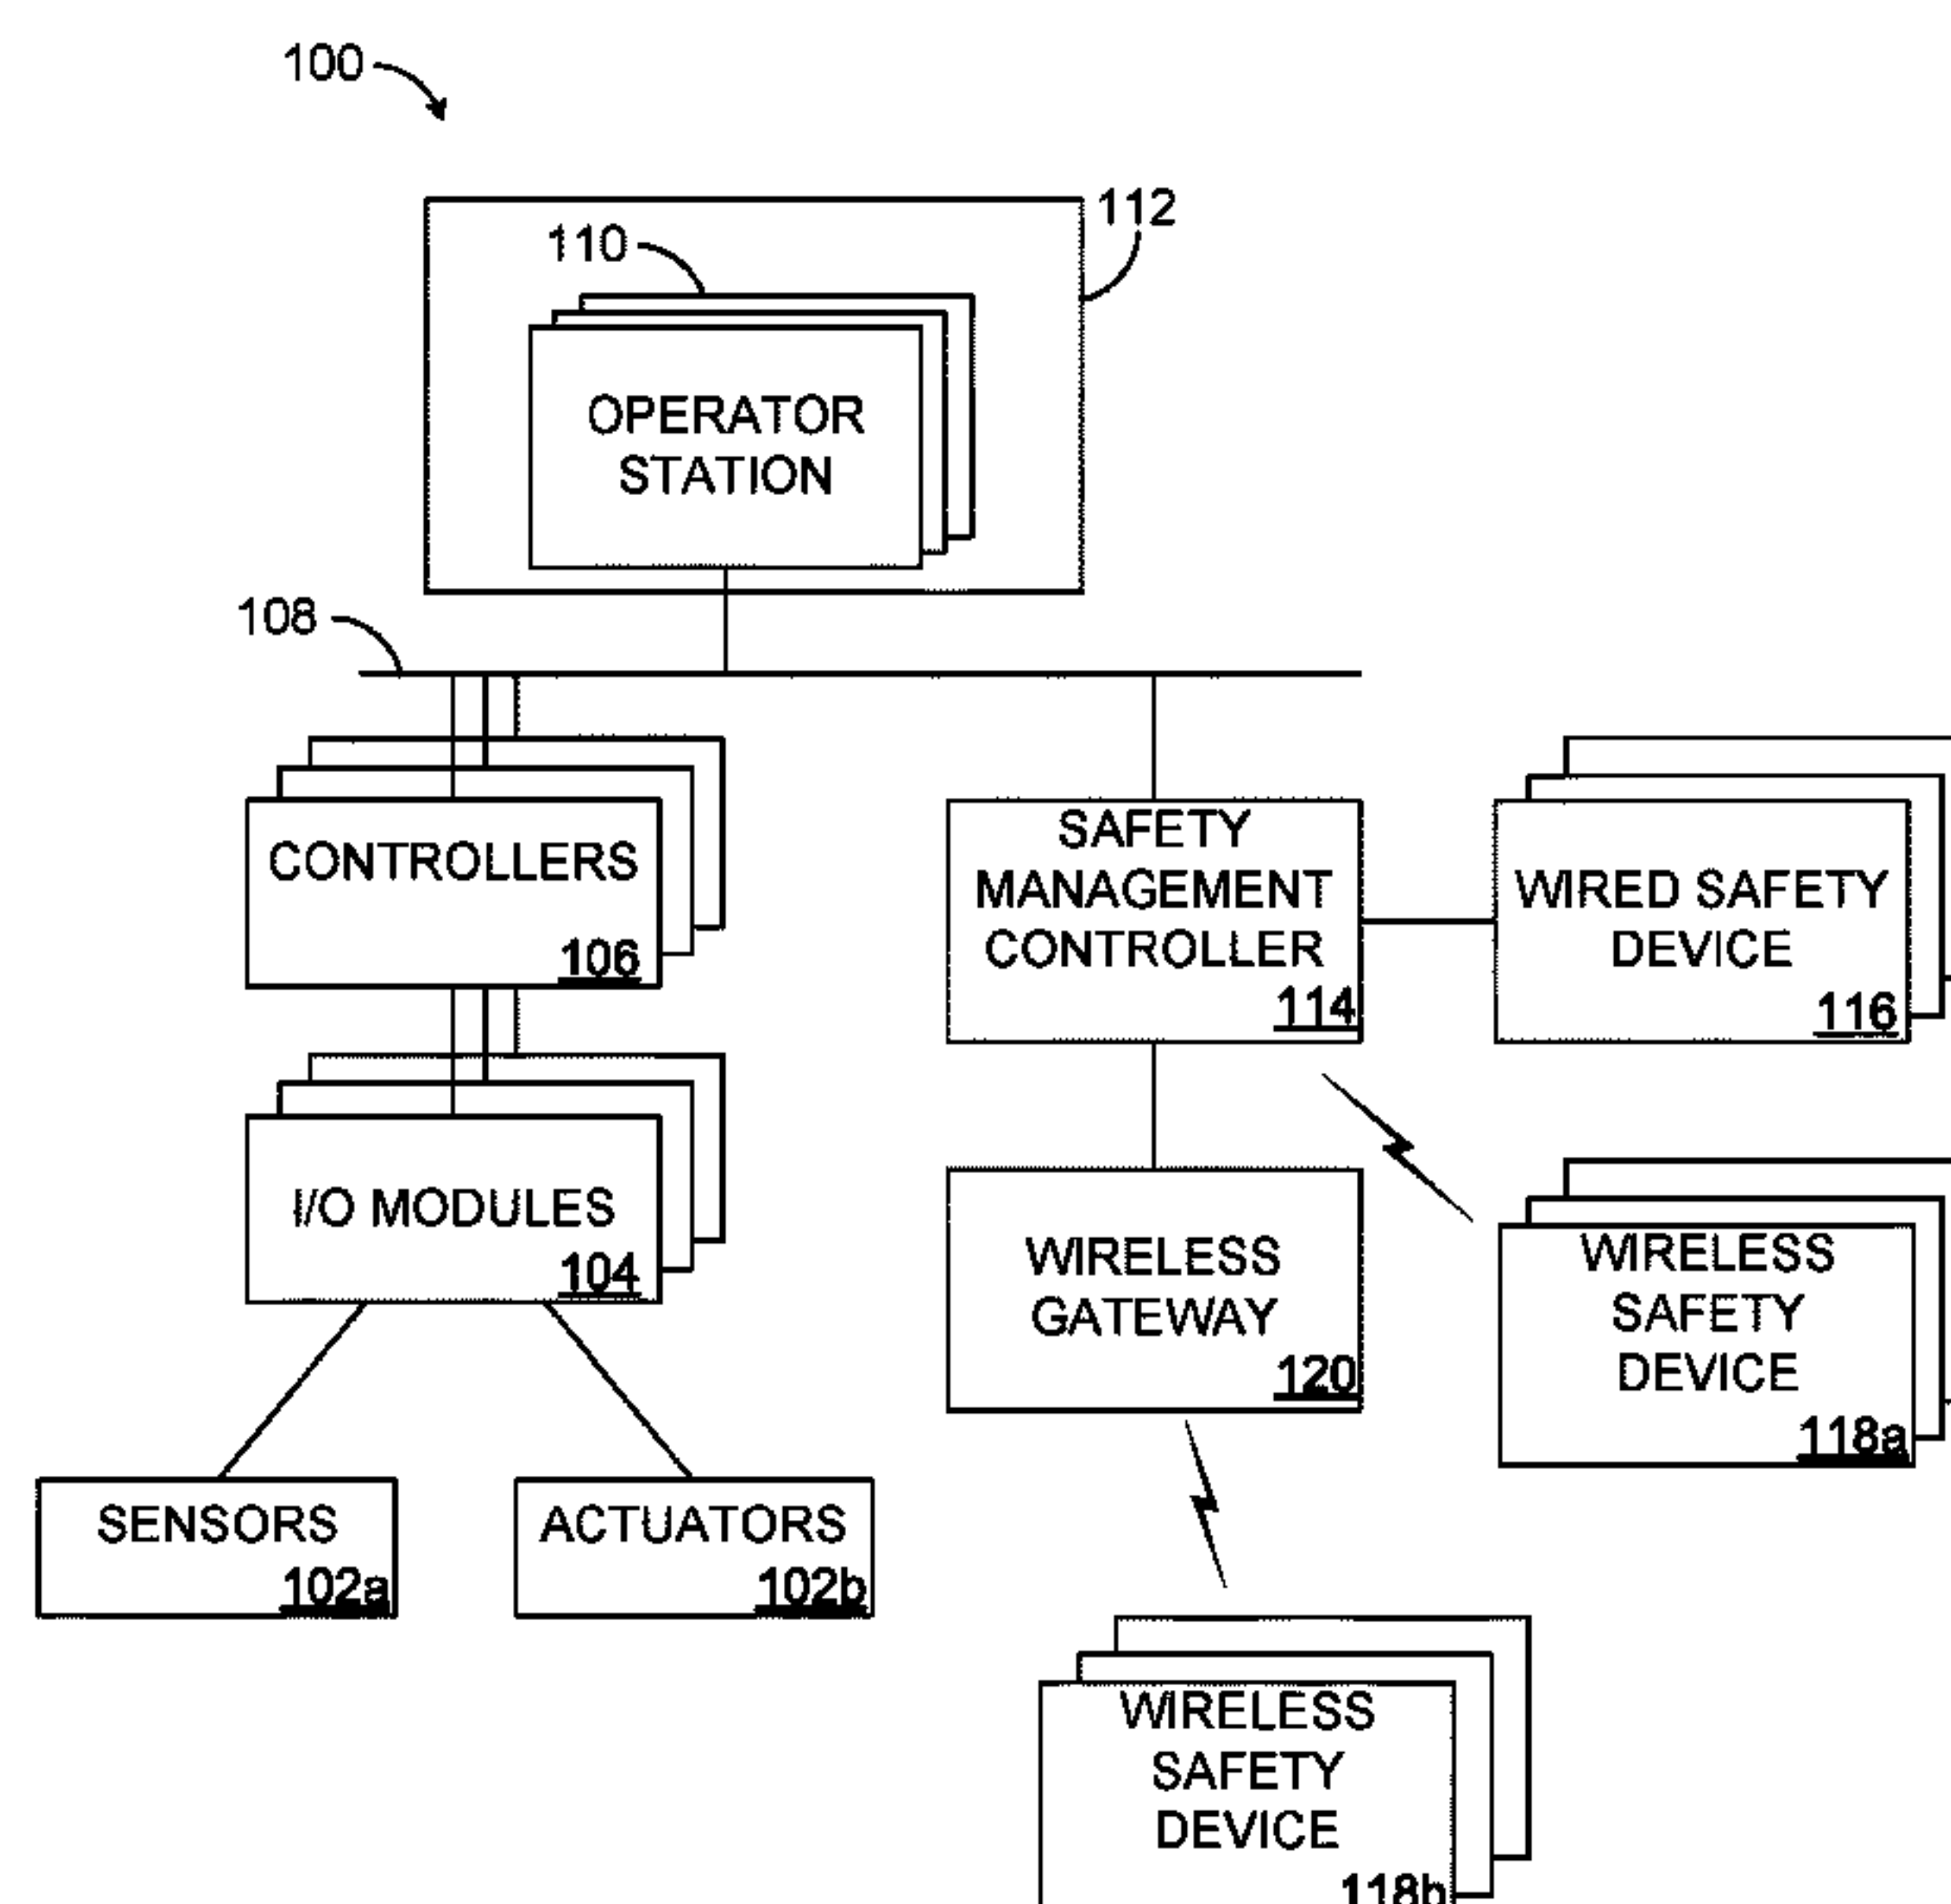 100
112
110
OPERATOR
STATION
108
CONTROLLERS
106
SAFETY
MANAGEMENT
CONTROLLER
114
WIRED SAFETY
DEVICE
116
I/O MODULES
104
WIRELESS
GATEWAY
120
WIRELESS
SAFETY
DEVICE
118a
SENSORS
102a
ACTUATORS
102b
WIRELESS
SAFETY
DEVICE
118b